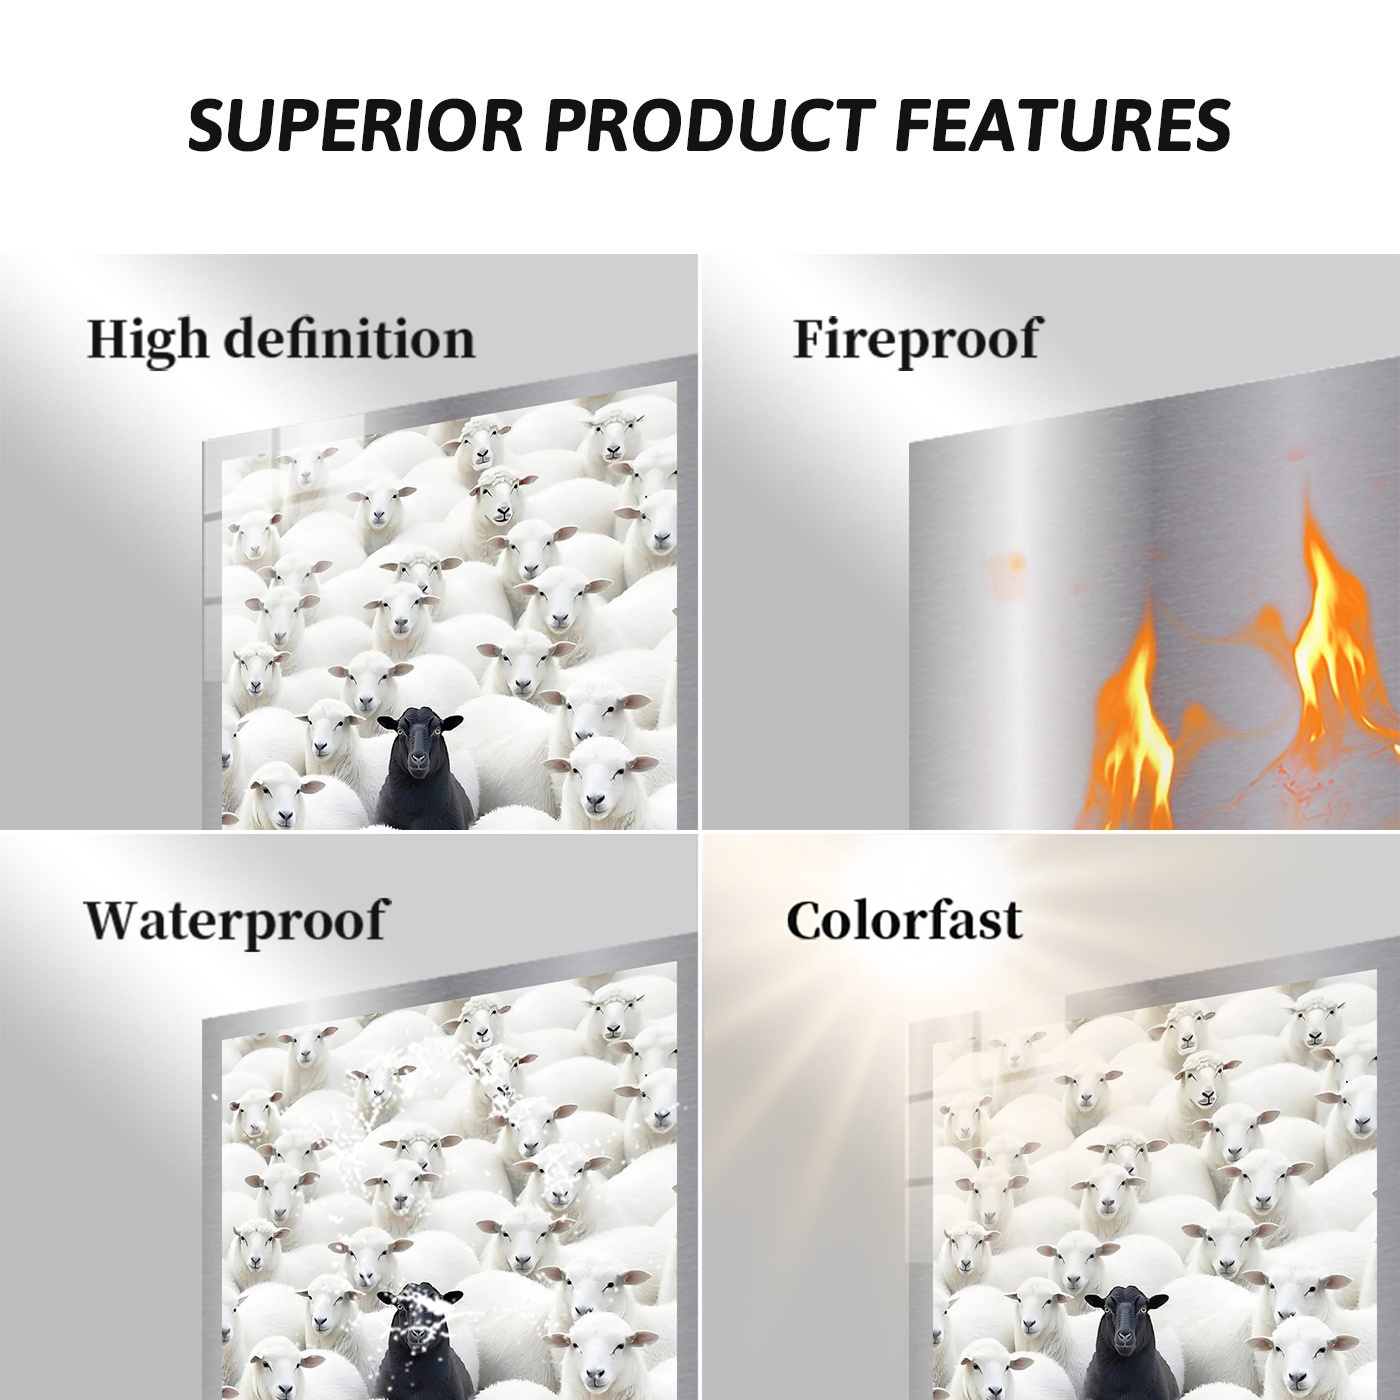 SUPERIOR PRODUCT FEATURES
High definition
Fireproof
Waterproof
Colorfast